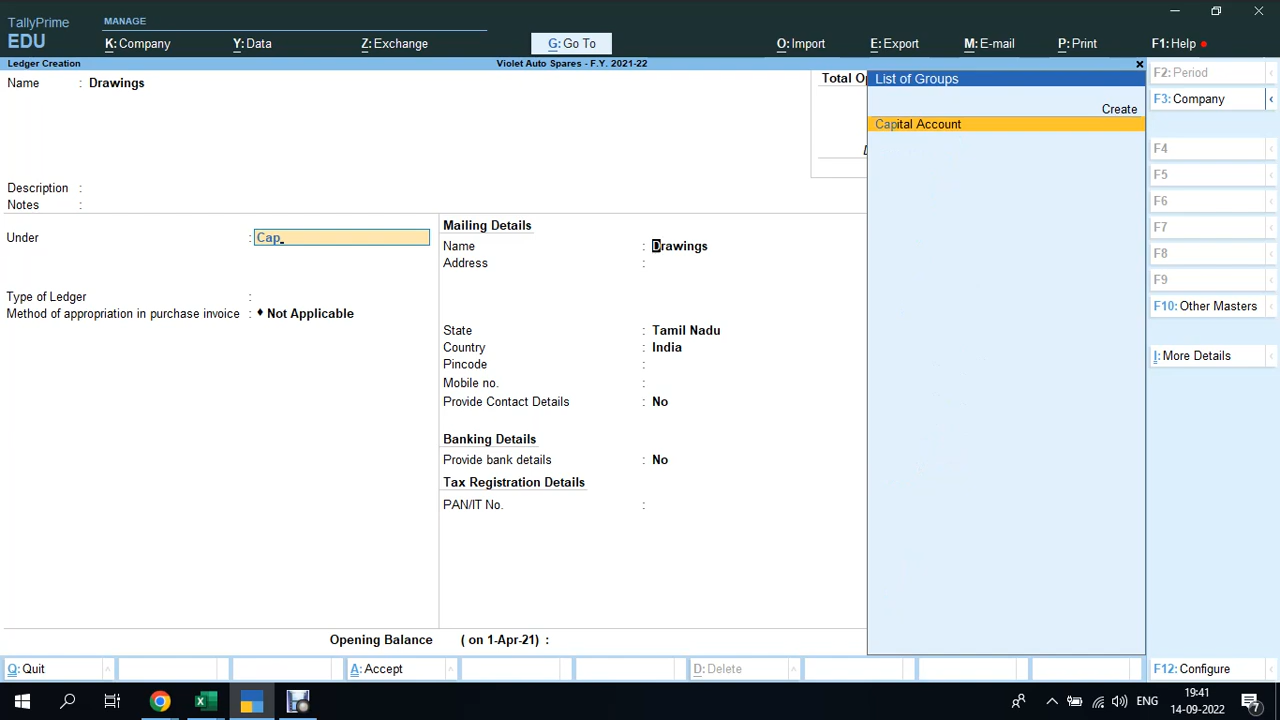 TallyPrime
EDU
MANAGE
K: Company
Y: Data
Z: Exchange
G: Go To
O: Import
E: Export
M: E-mail
P: Print
F1: Help
Ledger Creation
Violet Auto Spares - F.Y. 2021-22
Name : Drawings
Total Op
Description :
Notes :
Under : Cap
Type of Ledger :
Method of appropriation in purchase invoice : ♦ Not Applicable
Mailing Details
Name : Drawings
Address :
State : Tamil Nadu
Country : India
Pincode :
Mobile no. :
Provide Contact Details : No
Banking Details
Provide bank details : No
Tax Registration Details
PAN/IT No. :
Opening Balance ( on 1-Apr-21) :
List of Groups
Create
Capital Account
F2: Period
F3: Company
F4
F5
F6
F7
F8
F9
F10: Other Masters
I: More Details
F12: Configure
Q: Quit
A: Accept
D: Delete
ENG
19:41
14-09-2022
7